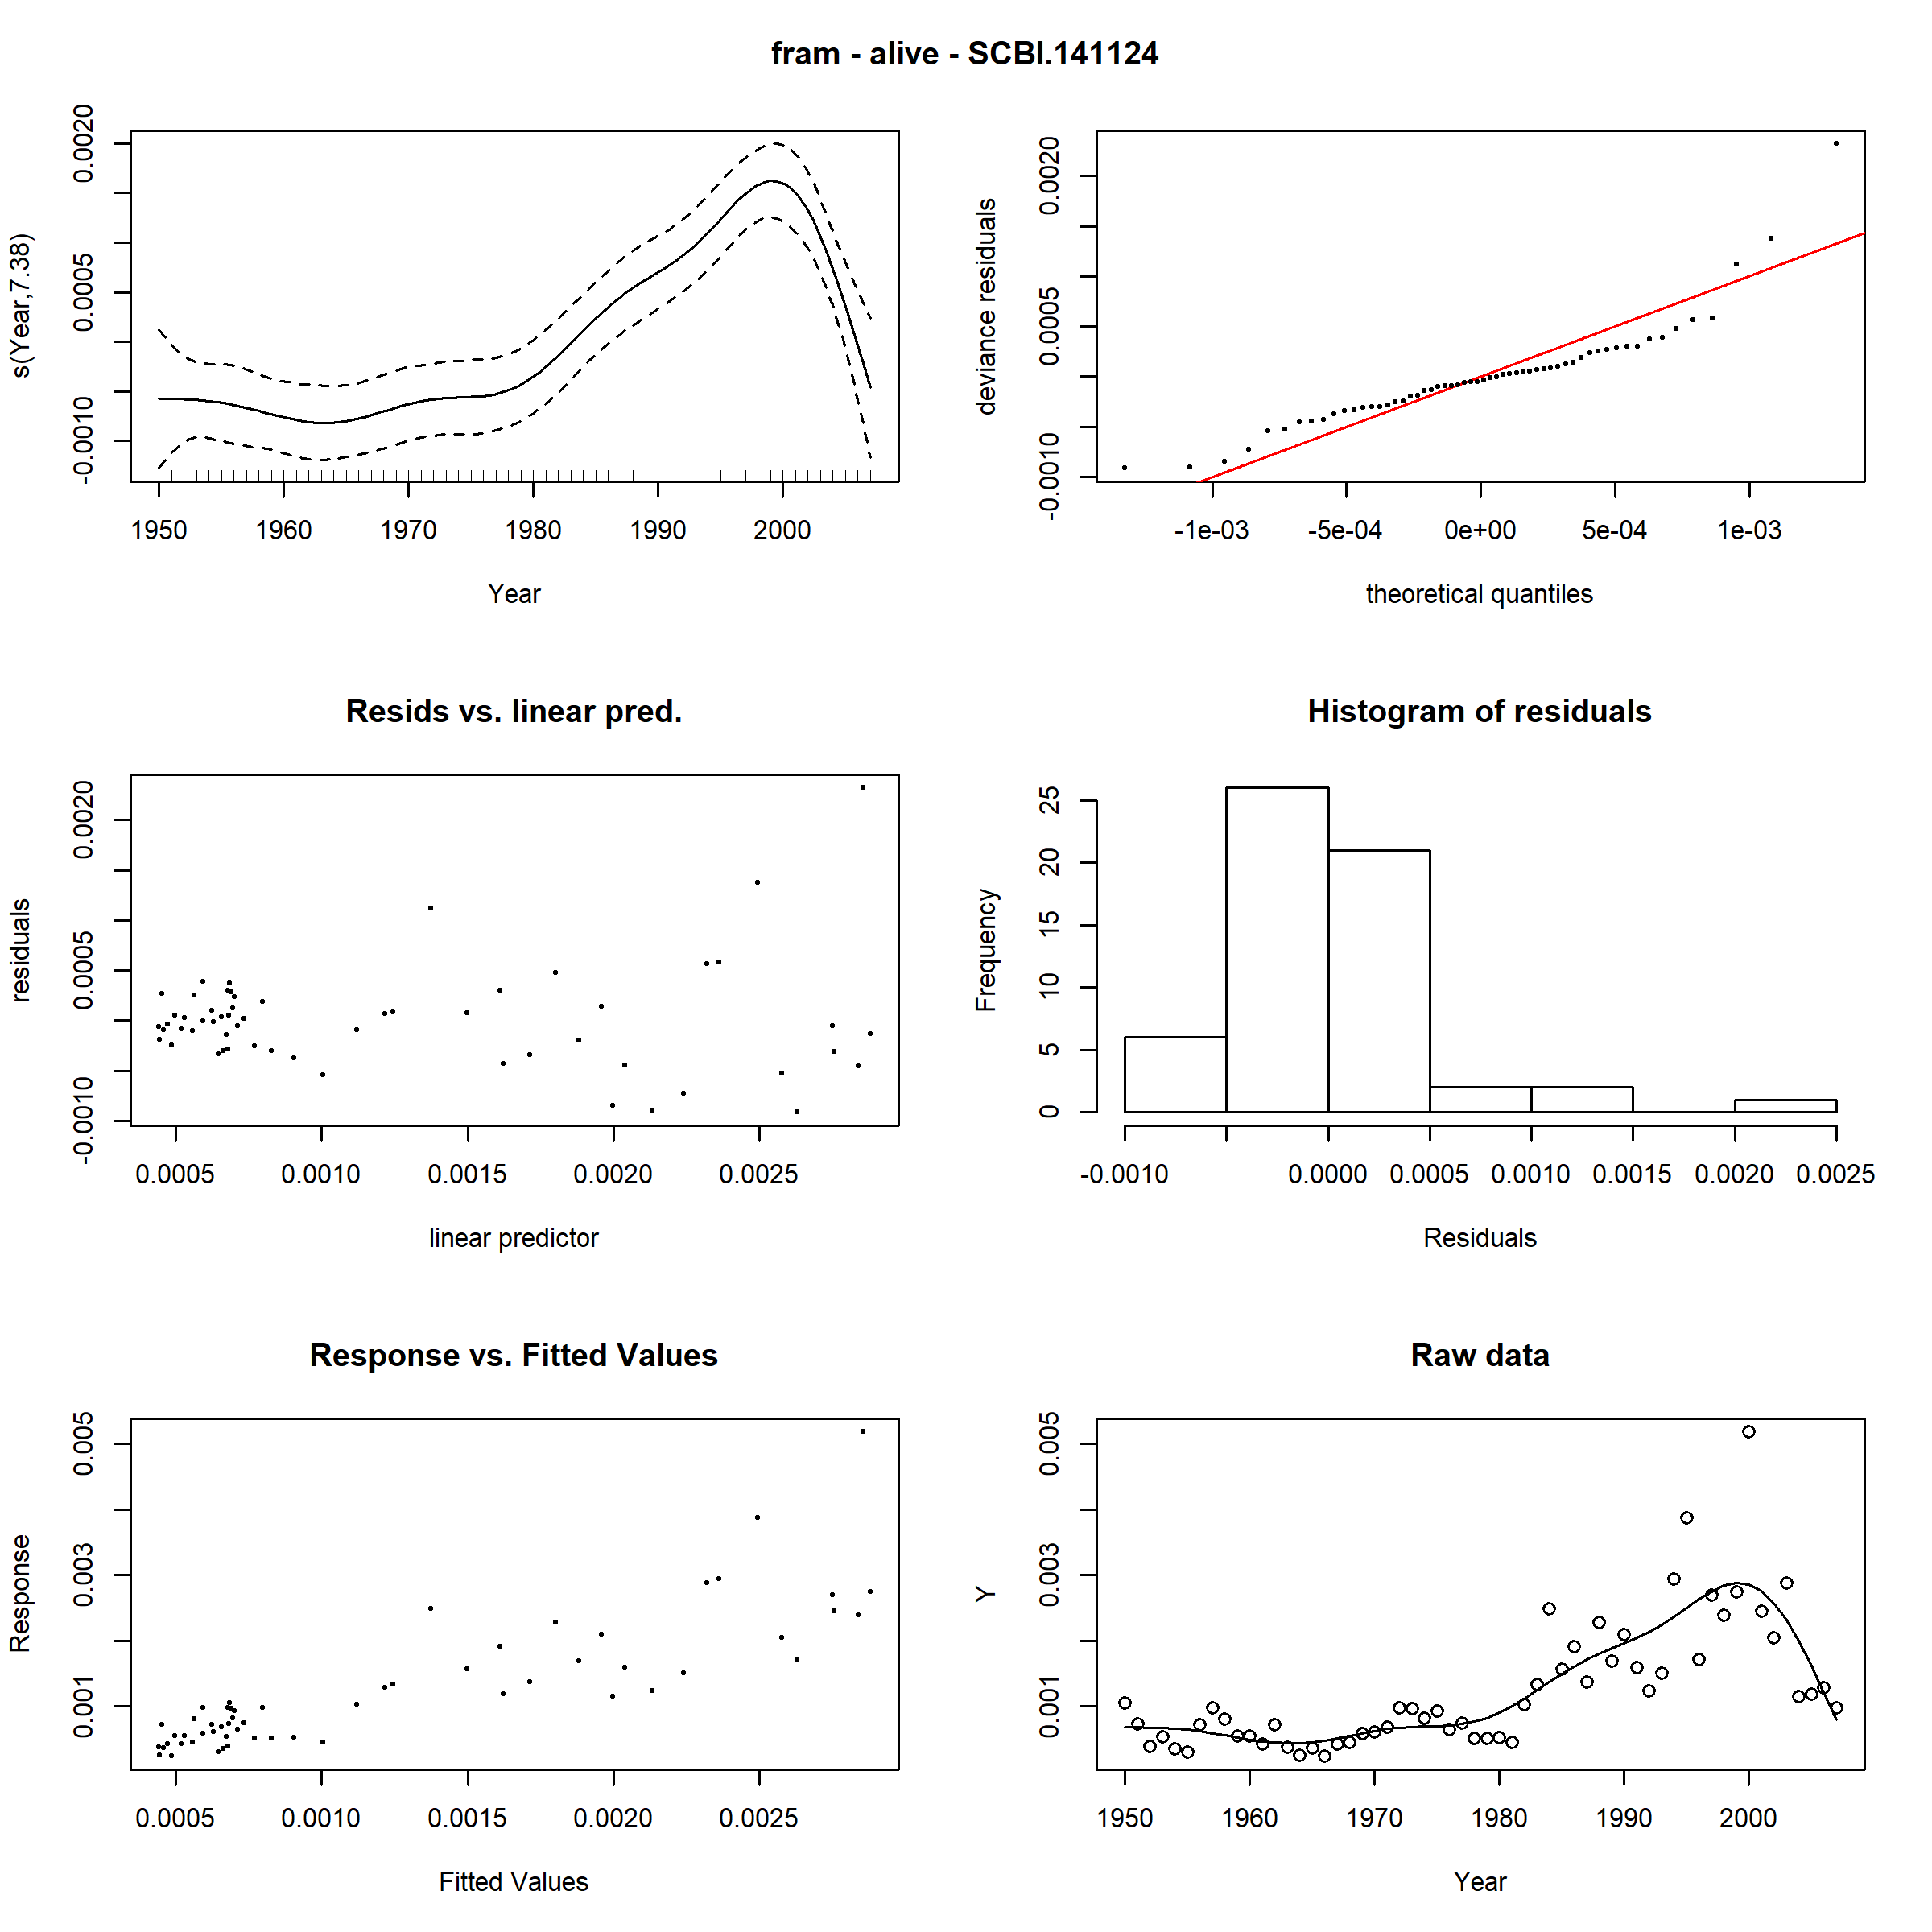 fram - alive - SCBI.141124
s(Year,7.38)
-0.0010 0.0005 0.0020
1950 1960 1970 1980 1990 2000
Year
deviance residuals
-0.0010 0.0005 0.0020
-1e-03 -5e-04 0e+00 5e-04 1e-03
theoretical quantiles
Resids vs. linear pred.
residuals
-0.0010 0.0005 0.0020
0.0005 0.0010 0.0015 0.0020 0.0025
linear predictor
Histogram of residuals
Frequency
0 5 10 15 20 25
-0.0010 0.0000 0.0005 0.0010 0.0015 0.0020 0.0025
Residuals
Response vs. Fitted Values
Response
0.001 0.003 0.005
0.0005 0.0010 0.0015 0.0020 0.0025
Fitted Values
Raw data
Y
0.001 0.003 0.005
1950 1960 1970 1980 1990 2000
Year